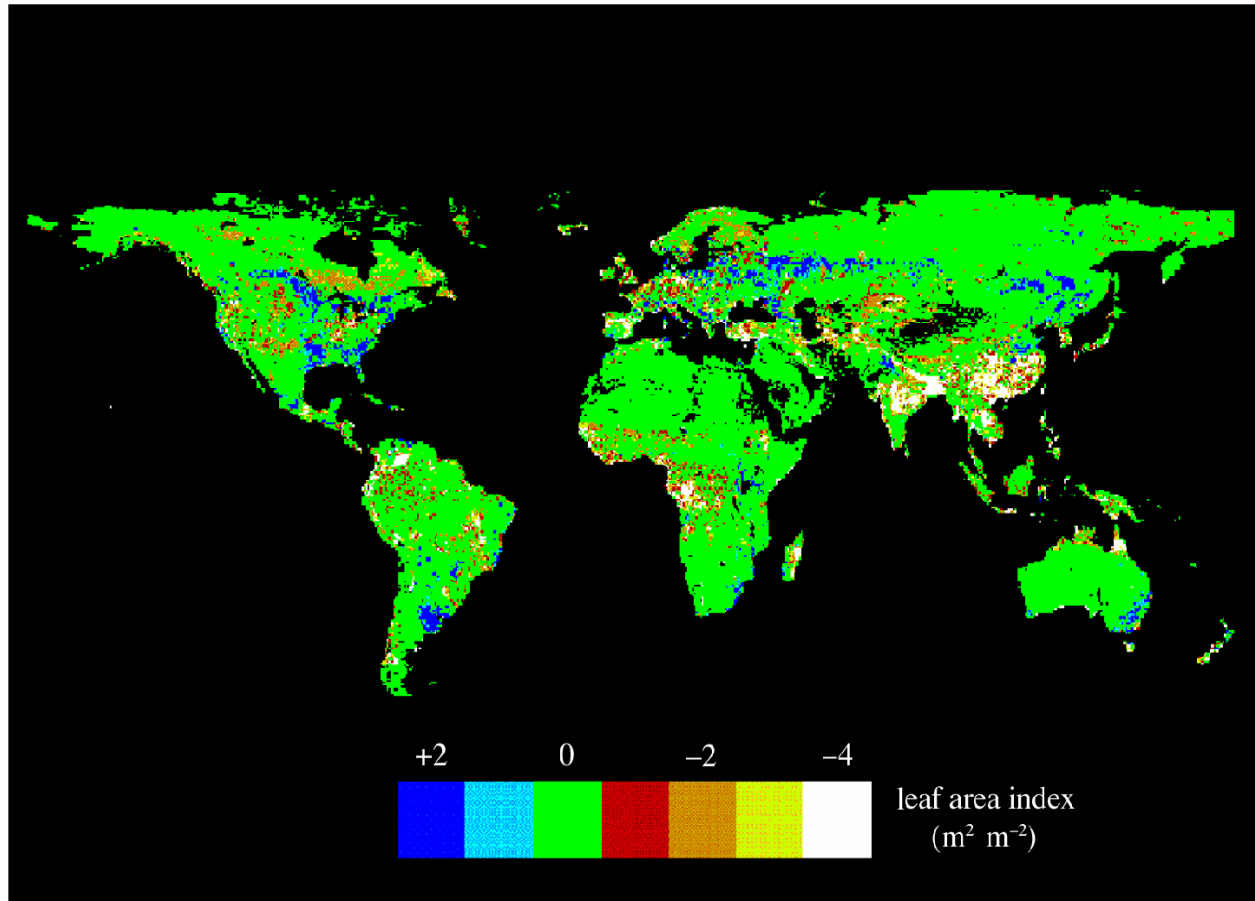 +2 0 –2 –4
leaf area index
(m² m⁻²)